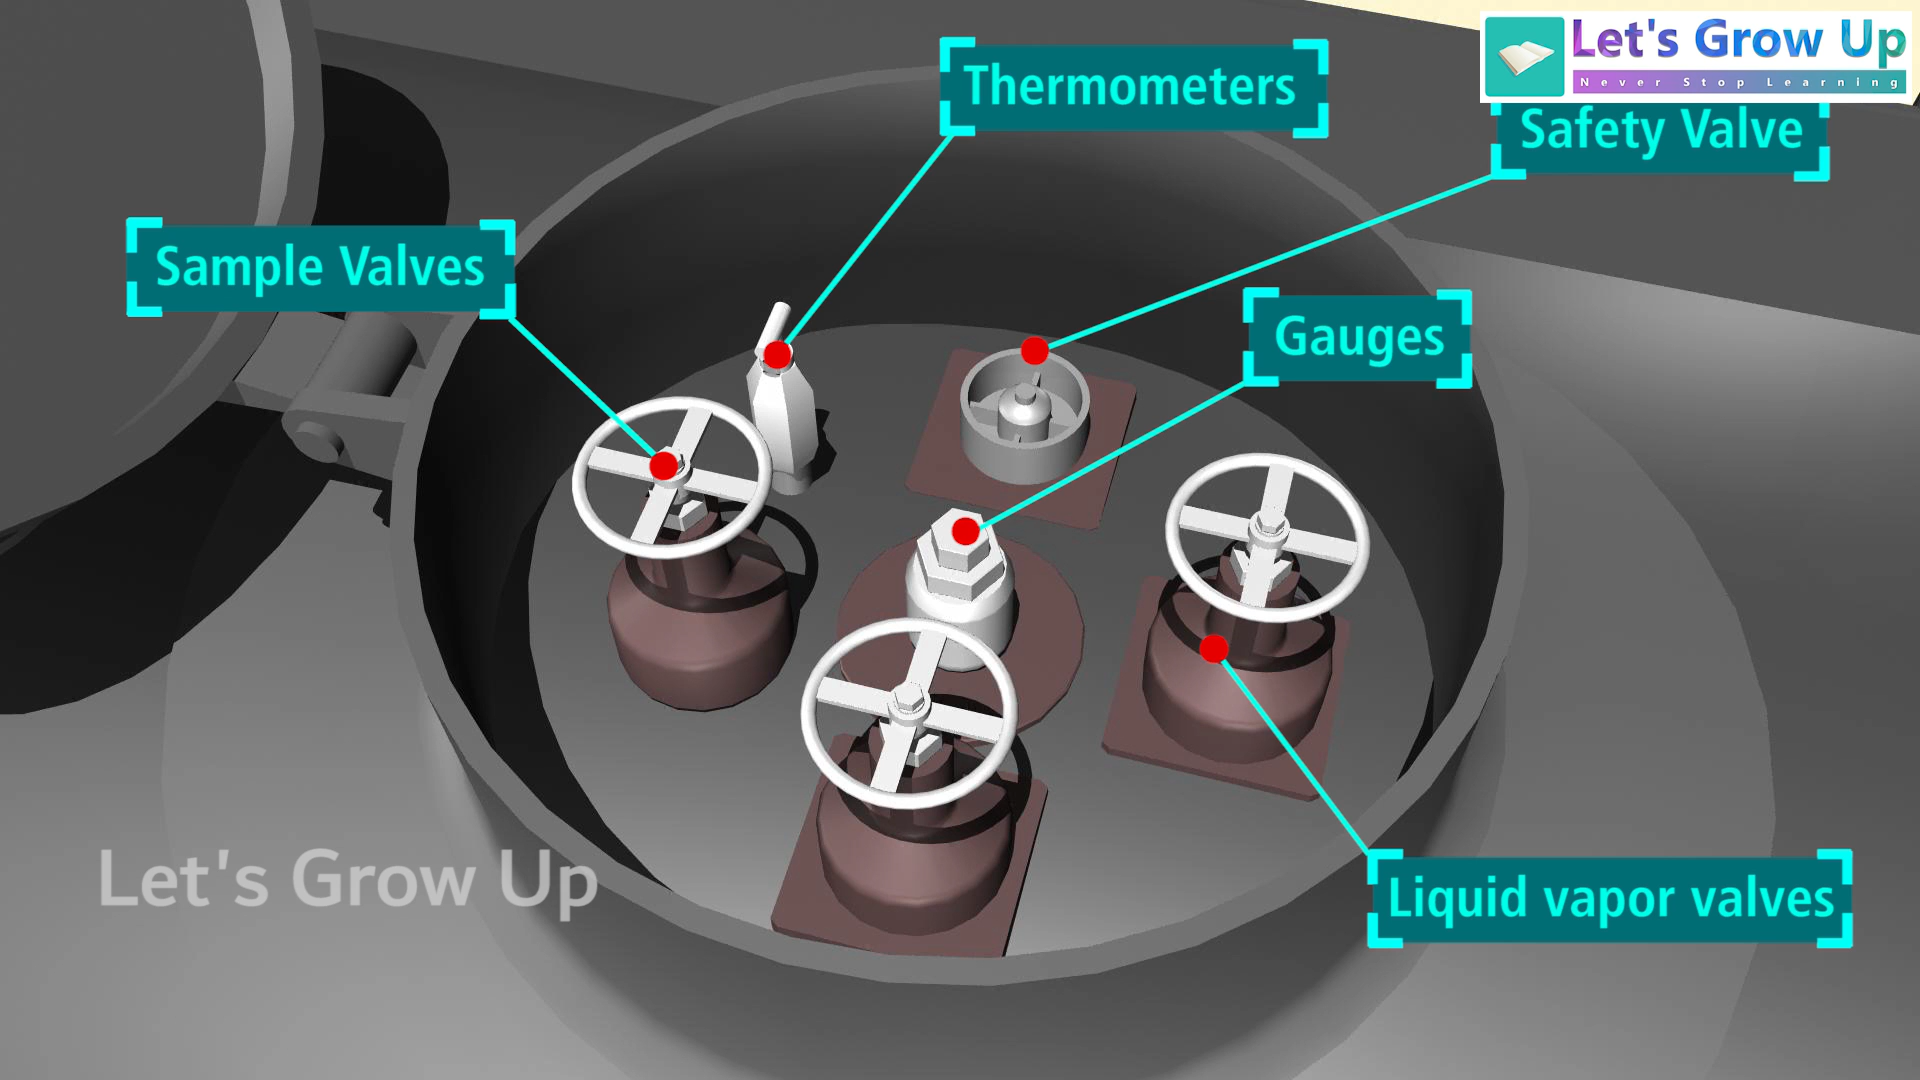 Let's Grow Up
Never Stop Learning
Thermometers
Safety Valve
Sample Valves
Gauges
Liquid vapor valves
Let's Grow Up